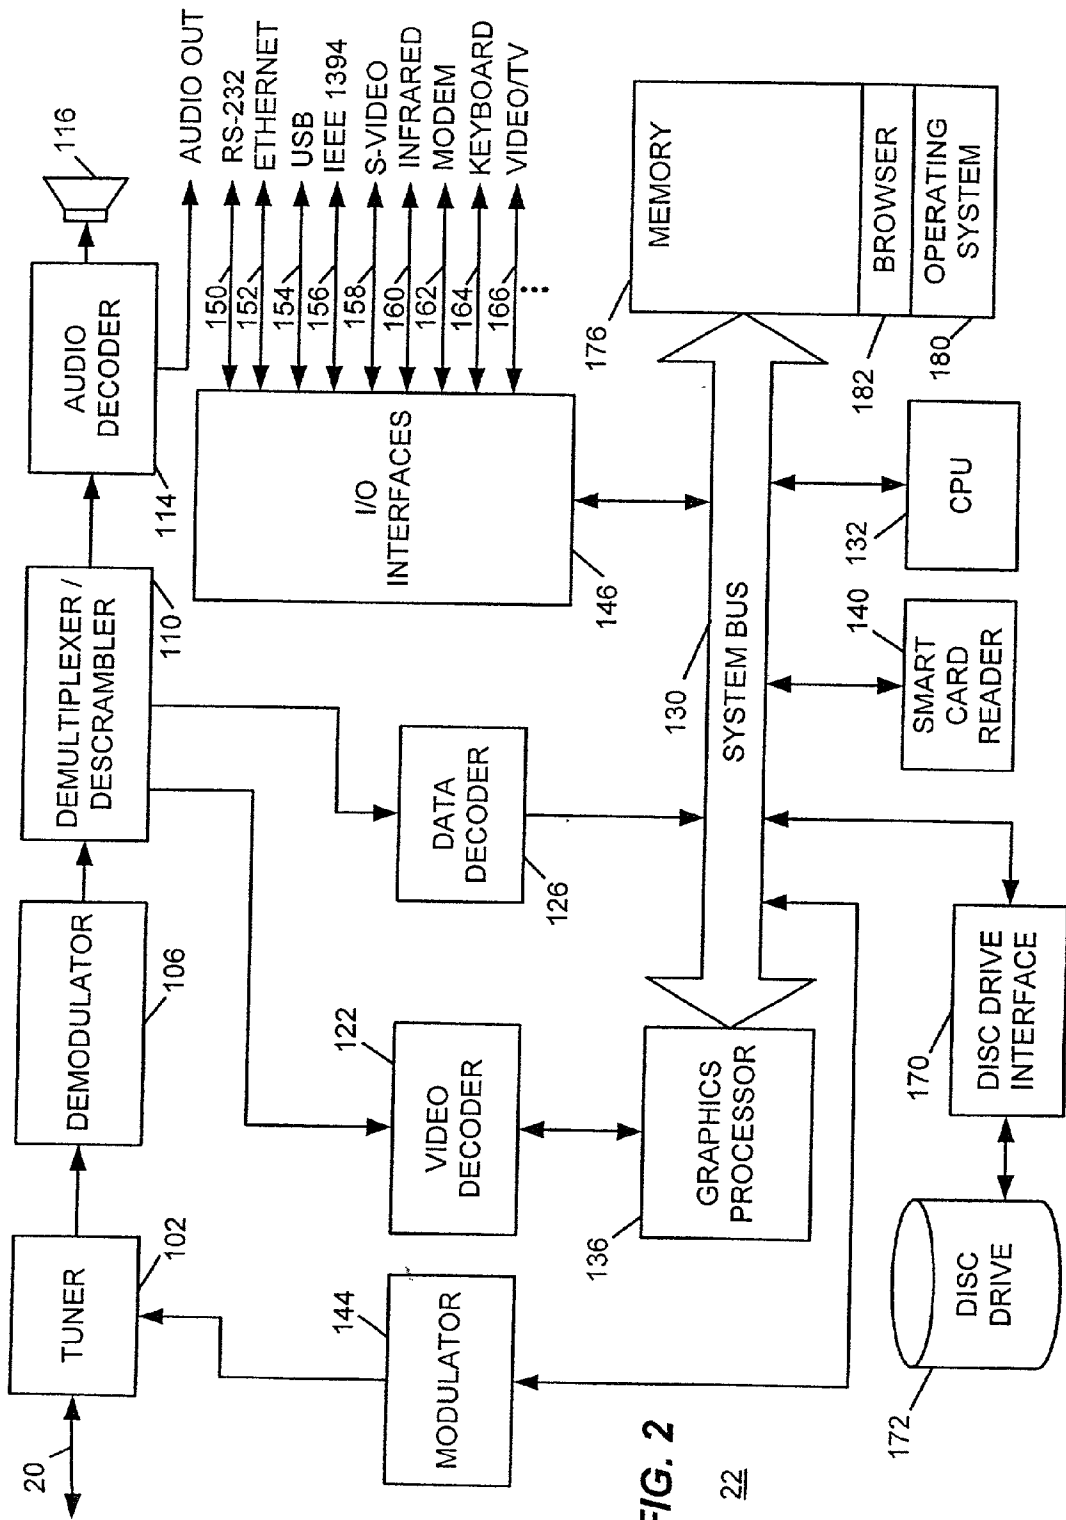 20
TUNER
102
DEMODULATOR
106
DEMULTIPLEXER /
DESCRAMBLER
110
AUDIO
DECODER
114
116
AUDIO OUT
144
MODULATOR
122
VIDEO
DECODER
DATA
DECODER
126
I/O
INTERFACES
146
150
RS-232
152
ETHERNET
154
USB
156
IEEE 1394
158
S-VIDEO
160
INFRARED
162
MODEM
164
KEYBOARD
166
VIDEO/TV
136
GRAPHICS
PROCESSOR
130
SYSTEM BUS
176
MEMORY
182
BROWSER
180
OPERATING
SYSTEM
172
DISC
DRIVE
170
DISC DRIVE
INTERFACE
140
SMART
CARD
READER
132
CPU
FIG. 2
22